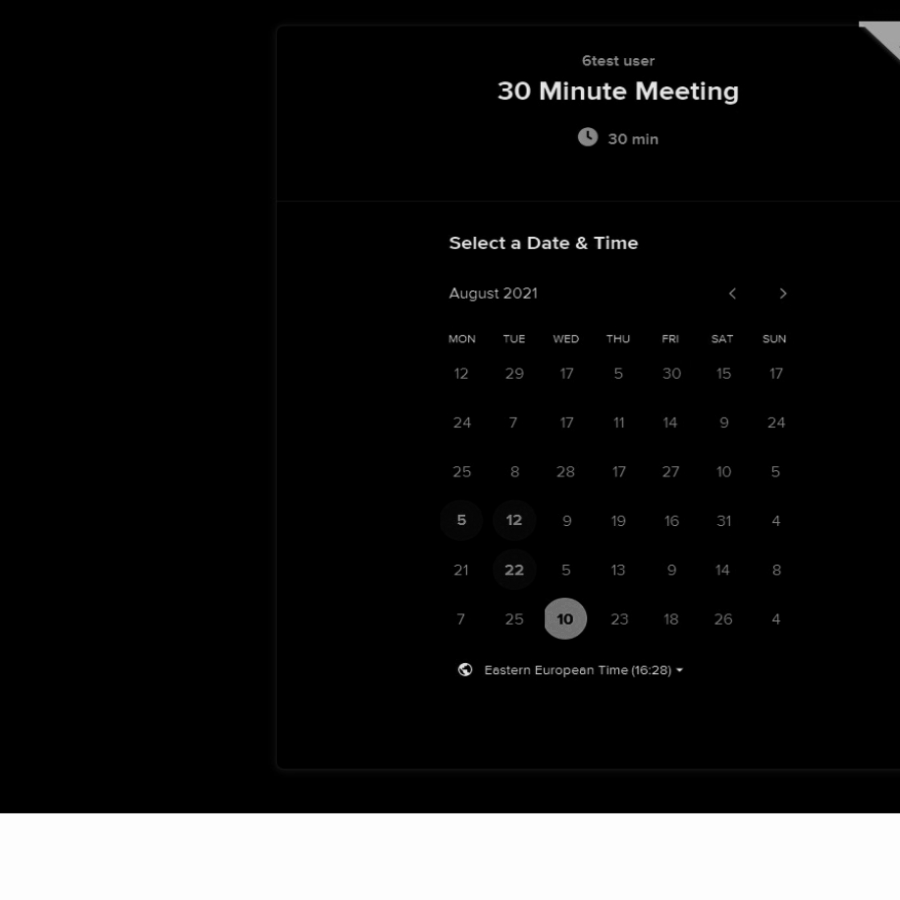 6test user
30 Minute Meeting
30 min
Select a Date & Time
August 2021
MON TUE WED THU FRI SAT SUN
12 29 17 5 30 15 17
24 7 17 11 14 9 24
25 8 28 17 27 10 5
5 12 9 19 16 31 4
21 22 5 13 9 14 8
7 25 10 23 18 26 4
Eastern European Time (16:28)